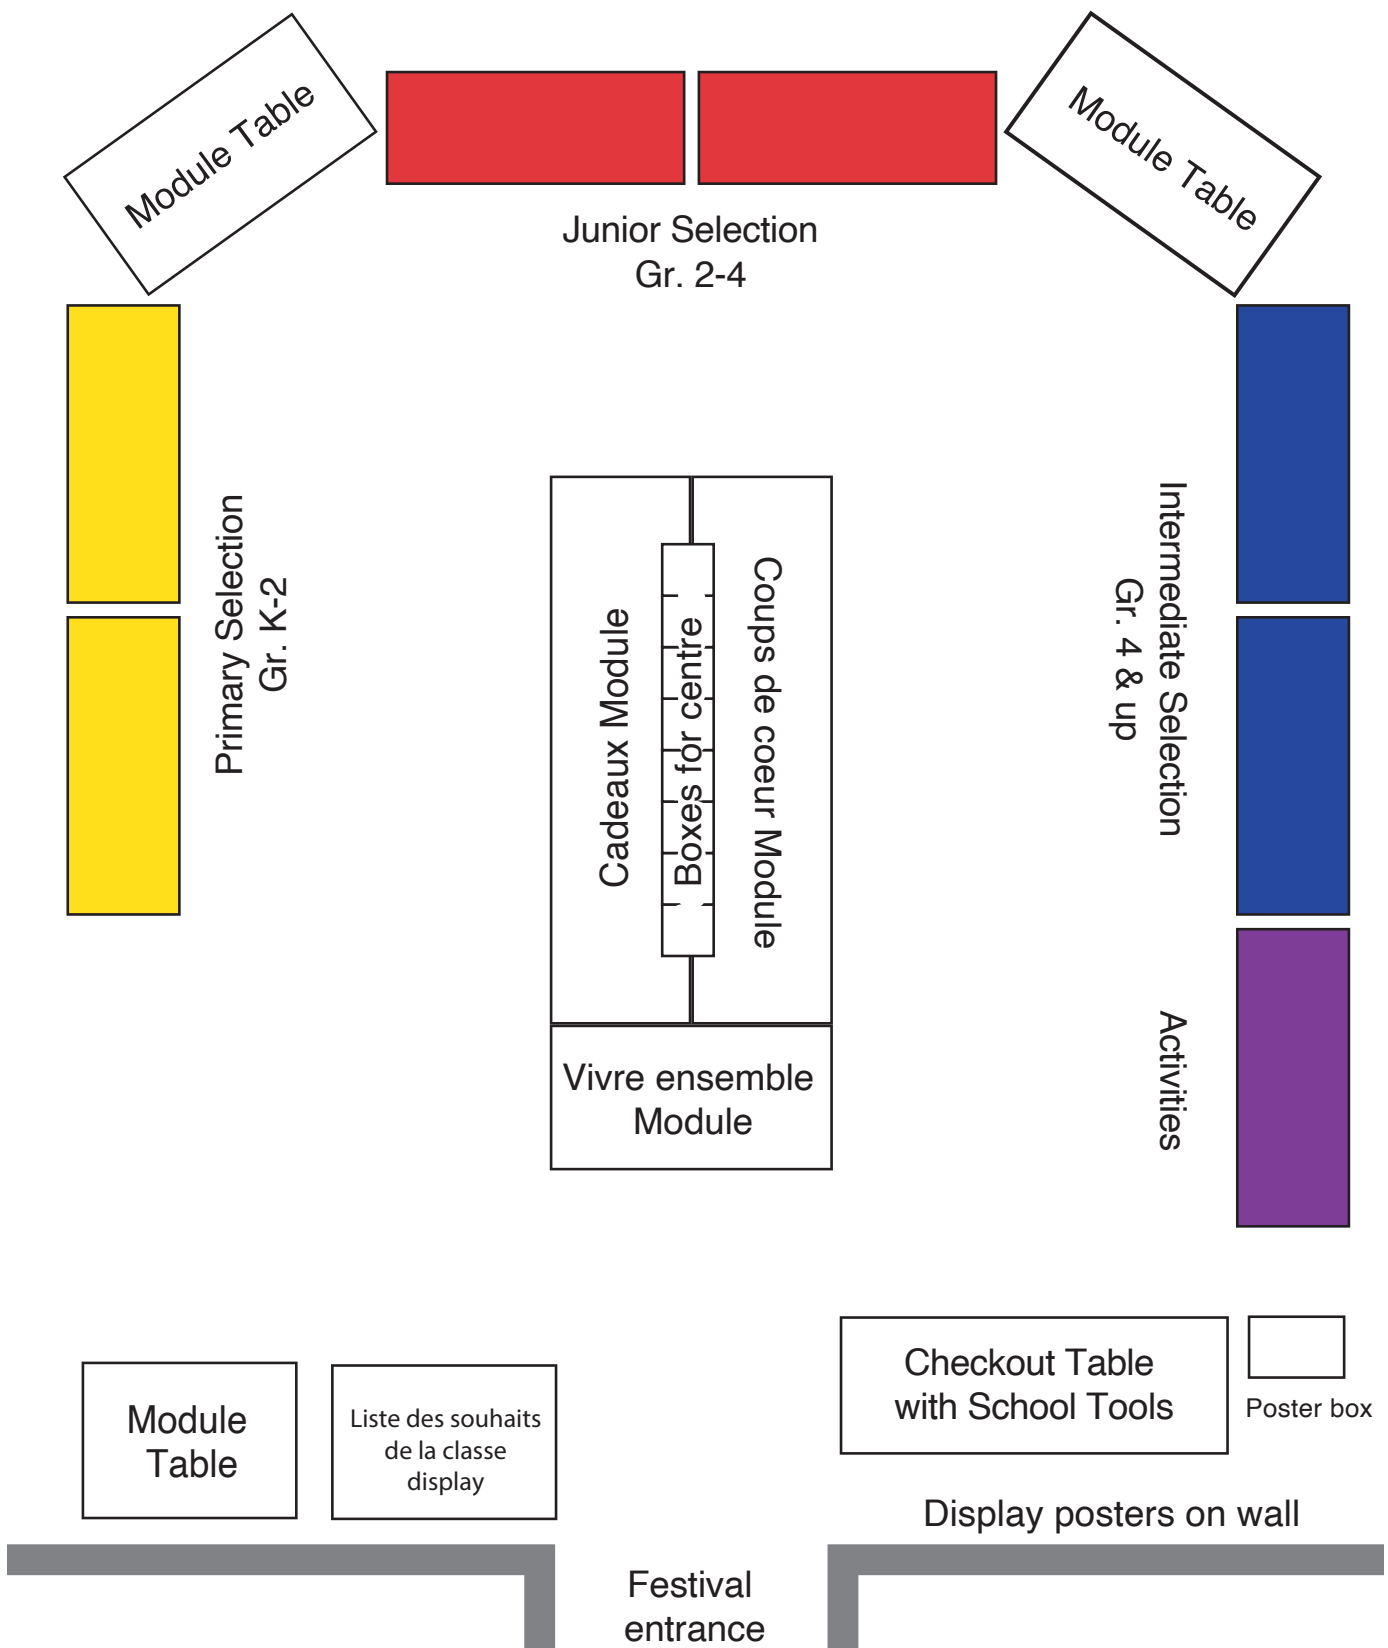 Module Table
Module Table
Junior Selection
Gr. 2-4
Primary Selection
Gr. K-2
Cadeaux Module
Boxes for centre
Coups de coeur Module
Intermediate Selection
Gr. 4 & up
Vivre ensemble
Module
Activities
Module
Table
Liste des souhaits
de la classe
display
Checkout Table
with School Tools
Poster box
Display posters on wall
Festival
entrance